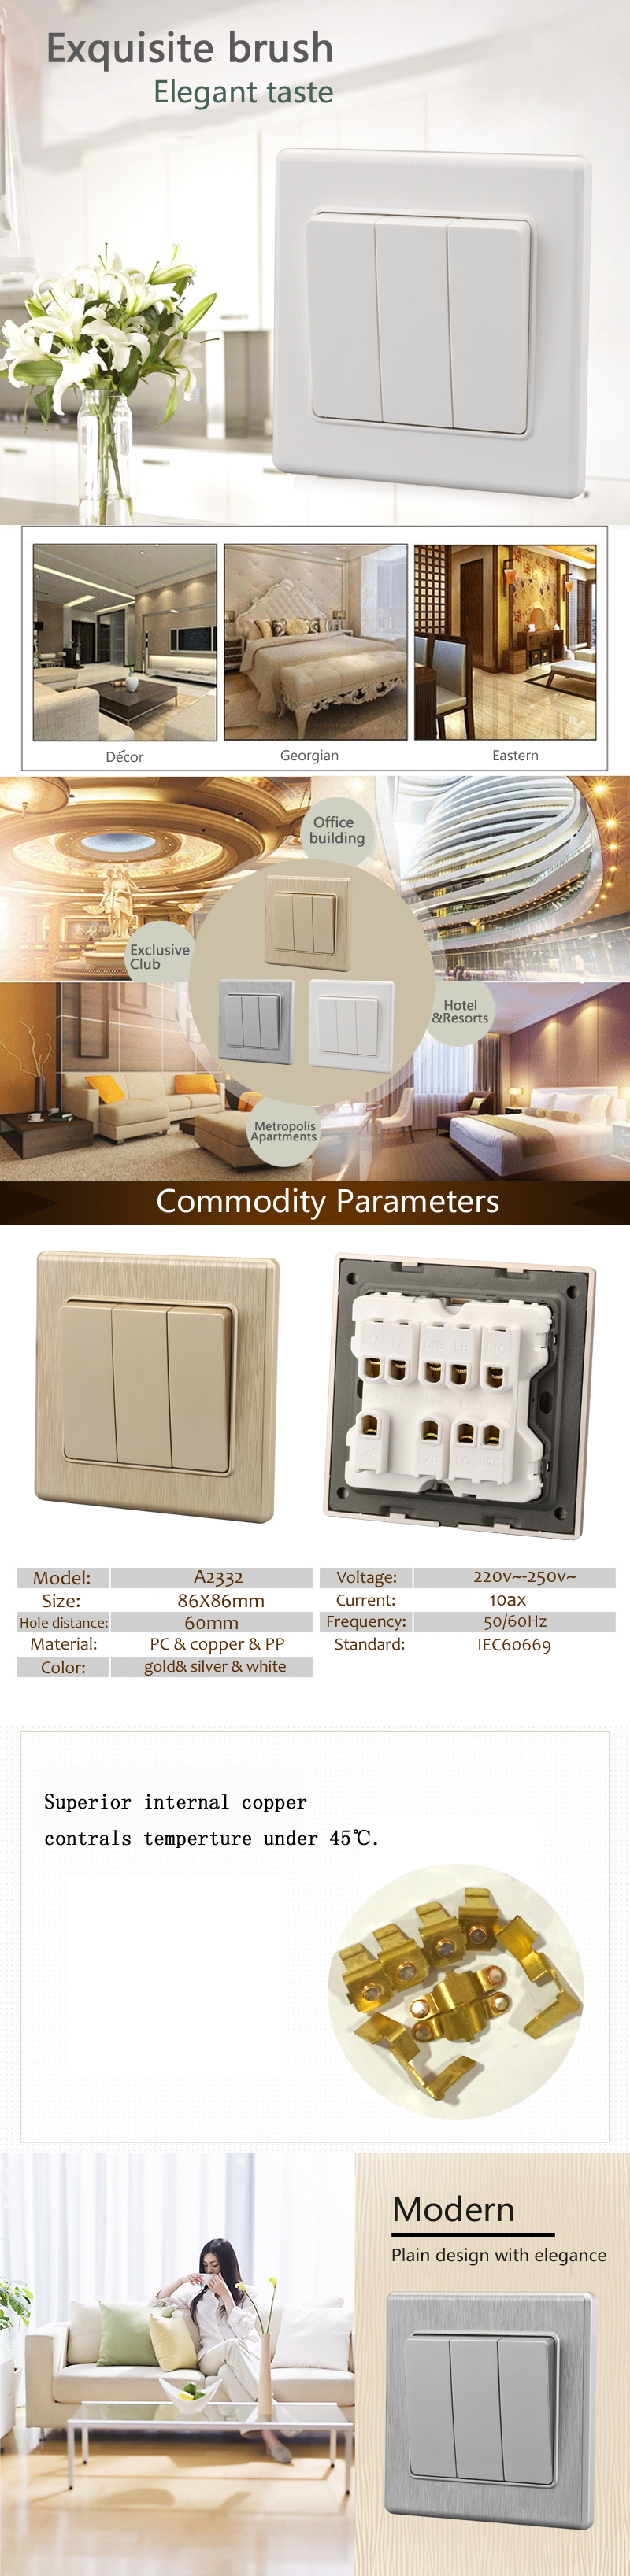 Exquisite brush
Elegant taste
Décor
Georgian
Eastern
Office
building
Exclusive
Club
Hotel
&Resorts
Metropolis
Apartments
Commodity Parameters
Model: A2332
Size: 86X86mm
Hole distance: 60mm
Material: PC & copper & PP
Color: gold& silver & white
Voltage: 220v~-250v~
Current: 10ax
Frequency: 50/60Hz
Standard: IEC60669
Superior internal copper
contrals temperture under 45℃.
Modern
Plain design with elegance